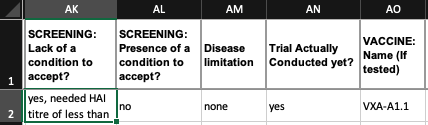 AK AL AM AN AO
1
SCREENING:
Lack of a
condition to
accept?
SCREENING:
Presence of a
condition to
accept?
Disease
limitation
Trial Actually
Conducted yet?
VACCINE:
Name (If
tested)
2
yes, needed HAI
titre of less than
no
none
yes
VXA-A1.1